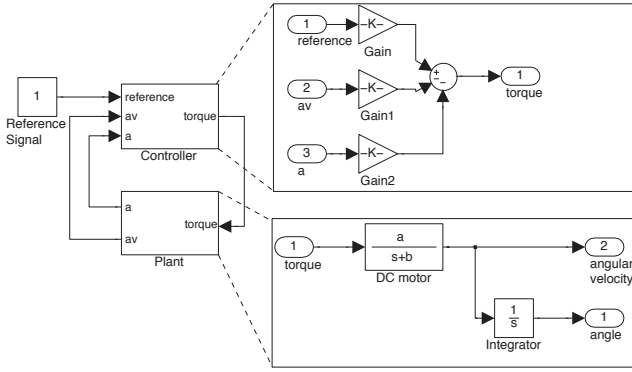 1
Reference
Signal
reference
av
a
torque
Controller
a
av
torque
Plant
1
reference
-K-
Gain
2
av
-K-
Gain1
3
a
-K-
Gain2
+
-
-
1
torque
1
torque
a
s+b
DC motor
2
angular
velocity
1
s
Integrator
1
angle